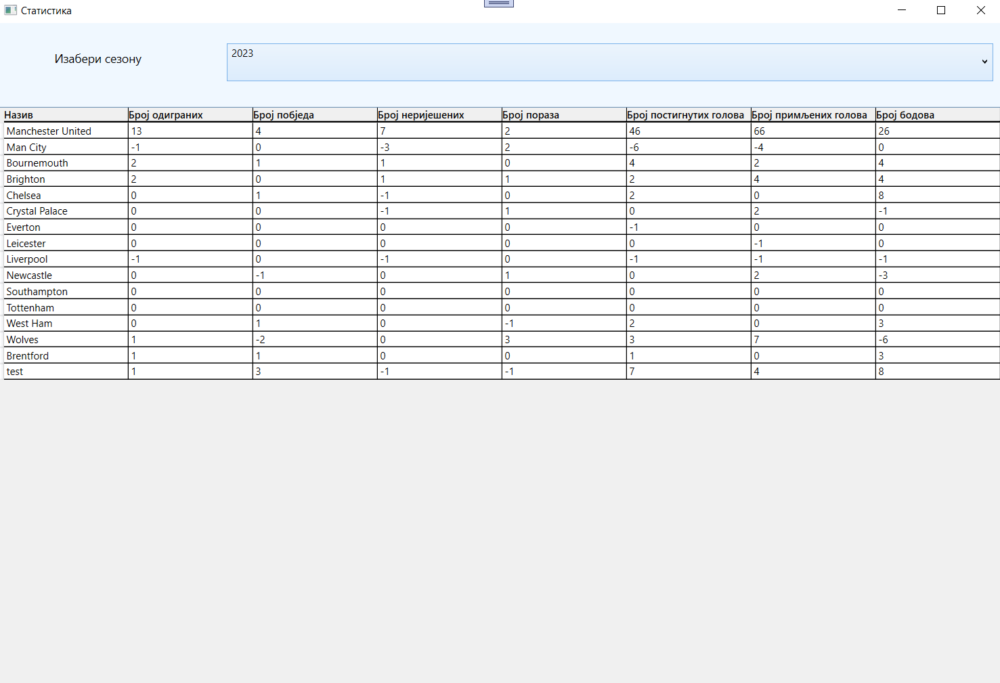 Статистика
Изабери сезону
2023
Назив Број одиграних Број побједа Број неријешених Број пораза Број постигнутих голова Број примљених голова Број бодова
Manchester United 13 4 7 2 46 66 26
Man City -1 0 -3 2 -6 -4 0
Bournemouth 2 1 1 0 4 2 4
Brighton 2 0 1 1 2 4 4
Chelsea 0 1 -1 0 2 0 8
Crystal Palace 0 0 -1 1 0 2 -1
Everton 0 0 0 0 -1 0 0
Leicester 0 0 0 0 0 -1 0
Liverpool -1 0 -1 0 -1 -1 -1
Newcastle 0 -1 0 1 0 2 -3
Southampton 0 0 0 0 0 0 0
Tottenham 0 0 0 0 0 0 0
West Ham 0 1 0 -1 2 0 3
Wolves 1 -2 0 3 3 7 -6
Brentford 1 1 0 0 1 0 3
test 1 3 -1 -1 7 4 8